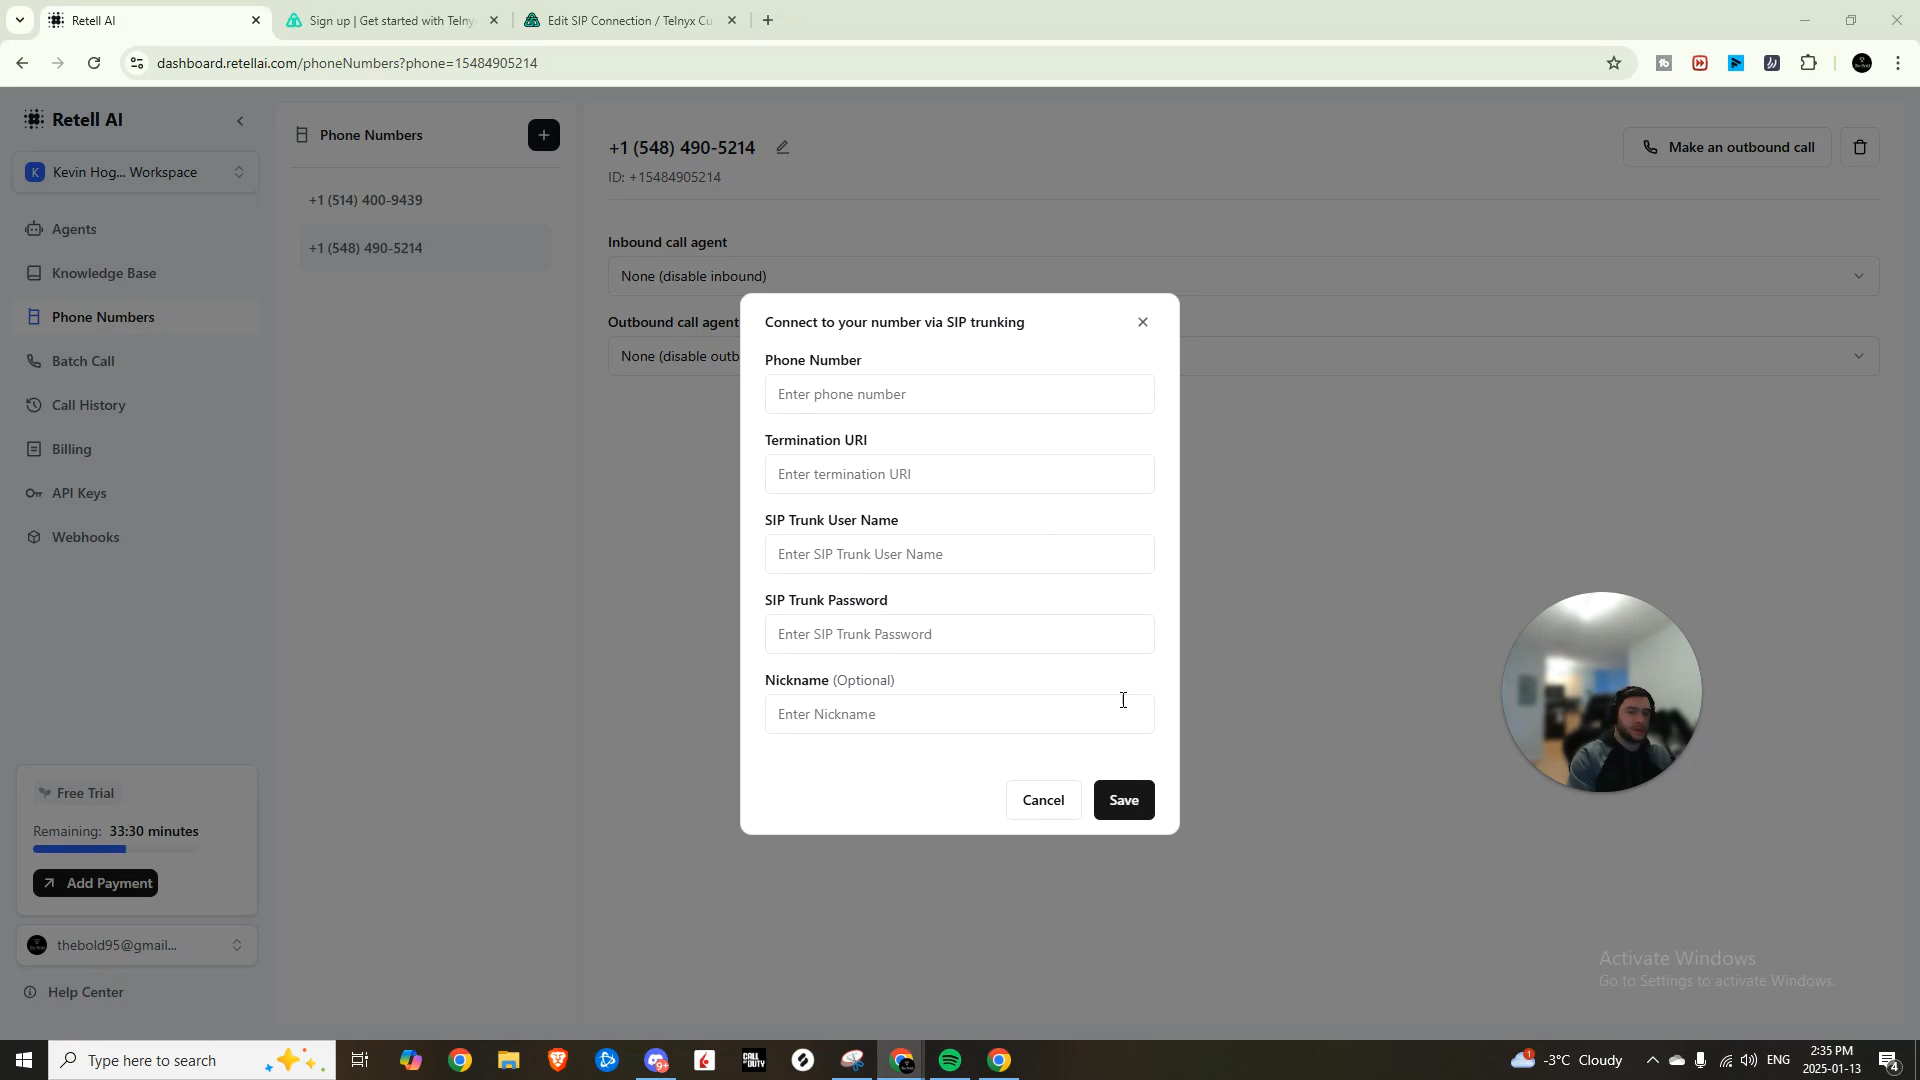 Retell AI
Sign up | Get started with Telny
Edit SIP Connection / Telnyx Cu
dashboard.retellai.com/phoneNumbers?phone=15484905214
Retell AI
K
Kevin Hog... Workspace
Agents
Knowledge Base
Phone Numbers
Batch Call
Call History
Billing
API Keys
Webhooks
Free Trial
Remaining: 33:30 minutes
Add Payment
thebold95@gmail...
Help Center
Phone Numbers
+1 (514) 400-9439
+1 (548) 490-5214
+1 (548) 490-5214
ID: +15484905214
Make an outbound call
Inbound call agent
None (disable inbound)
Outbound call agent
None (disable outb
Connect to your number via SIP trunking
Phone Number
Enter phone number
Termination URI
Enter termination URI
SIP Trunk User Name
Enter SIP Trunk User Name
SIP Trunk Password
Enter SIP Trunk Password
Nickname (Optional)
Enter Nickname
Cancel
Save
Activate Windows
Go to Settings to activate Windows.
Type here to search
9+
CALL DUTY
1
-3°C Cloudy
ENG
2:35 PM
2025-01-13
4